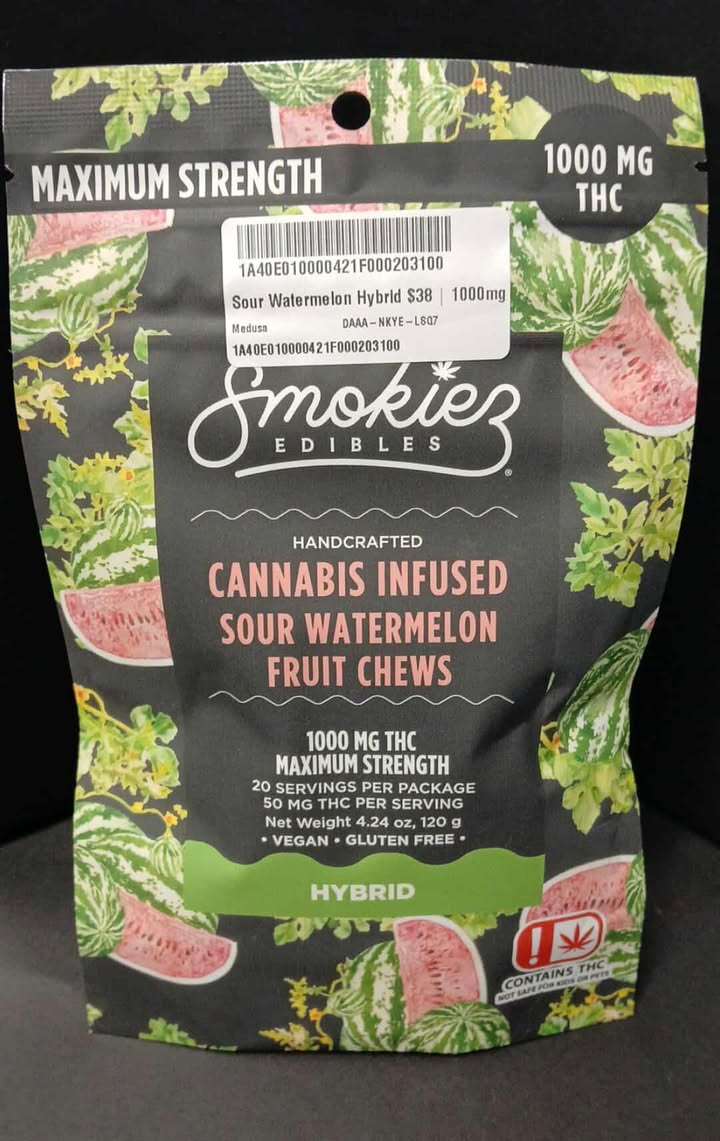 MAXIMUM STRENGTH
1000 MG
THC
1A40E010000421F000203100
Sour Watermelon Hybrid $38 | 1000mg
Medusa DAAA-NKYE-LSQ7
1A40E010000421F000203100
Smokiez
EDIBLES
®
HANDCRAFTED
CANNABIS INFUSED
SOUR WATERMELON
FRUIT CHEWS
1000 MG THC
MAXIMUM STRENGTH
20 SERVINGS PER PACKAGE
50 MG THC PER SERVING
Net Weight 4.24 oz, 120 g
• VEGAN • GLUTEN FREE •
HYBRID
!
CONTAINS THC
NOT SAFE FOR KIDS OR PETS